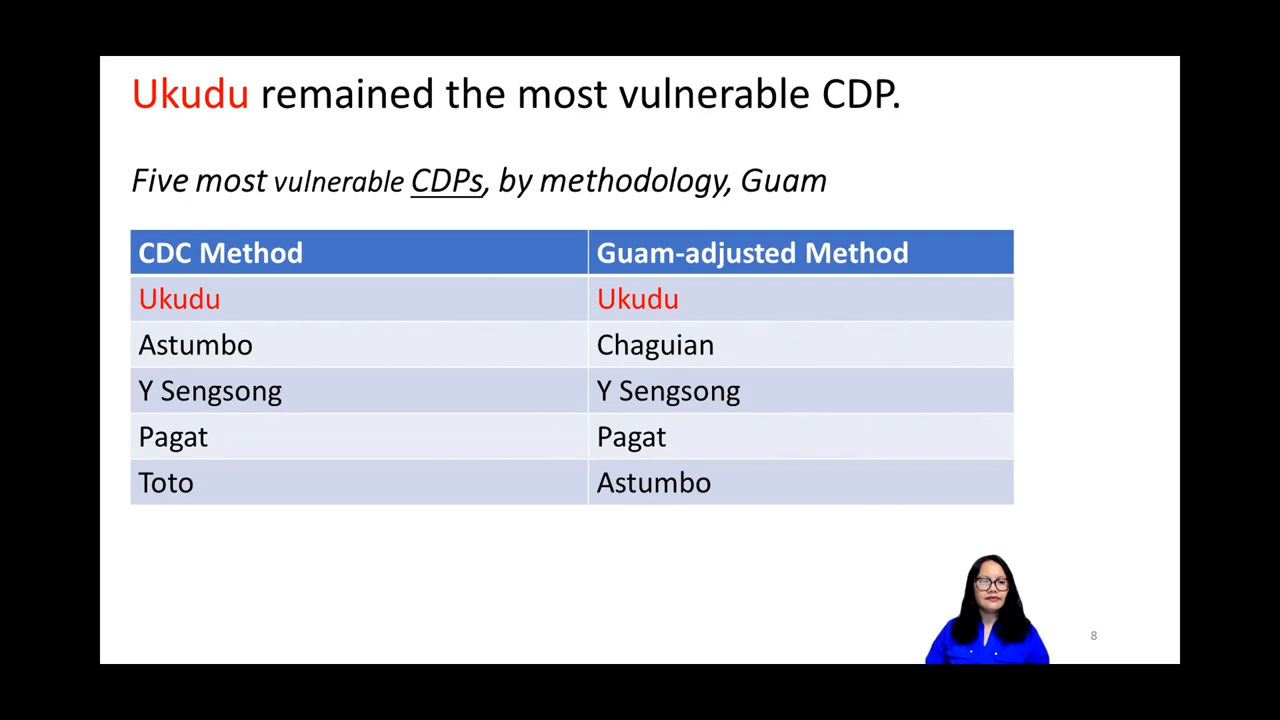 Ukudu remained the most vulnerable CDP.
Five most vulnerable CDPs, by methodology, Guam
CDC Method Guam-adjusted Method
Ukudu Ukudu
Astumbo Chaguian
Y Sengsong Y Sengsong
Pagat Pagat
Toto Astumbo
8